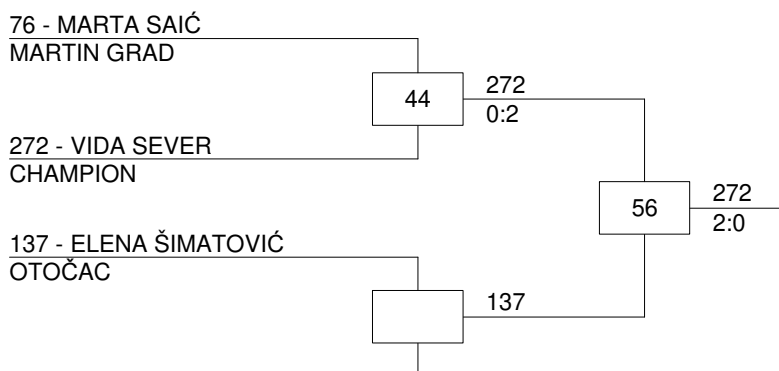 76 - MARTA SAIĆ
MARTIN GRAD
44
272
0:2
272 - VIDA SEVER
CHAMPION
56
272
2:0
137 - ELENA ŠIMATOVIĆ
OTOČAC
137